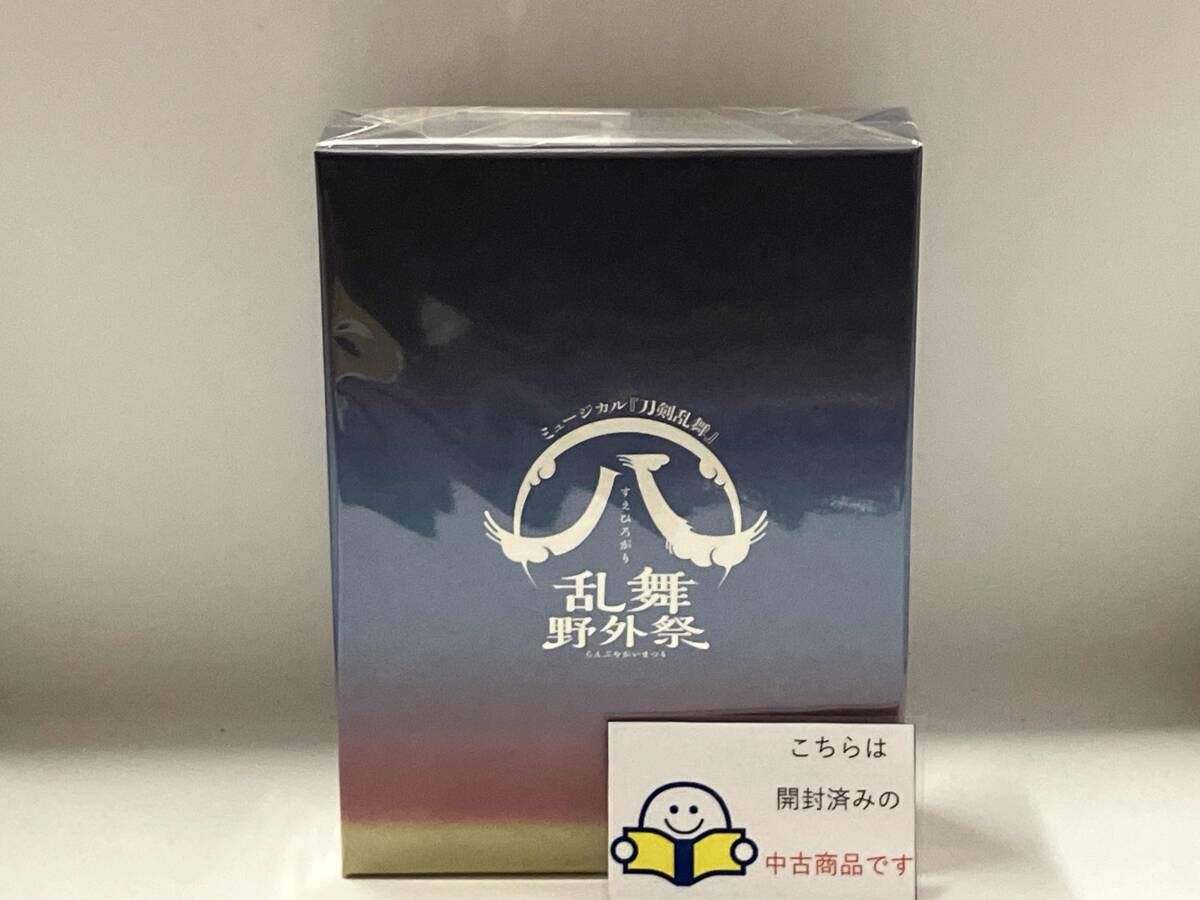 ミュージカル『刀剣乱舞』
八
すえひろがり
乱舞
野外祭
らんぶやがいまつり
こちらは
開封済みの
中古商品です